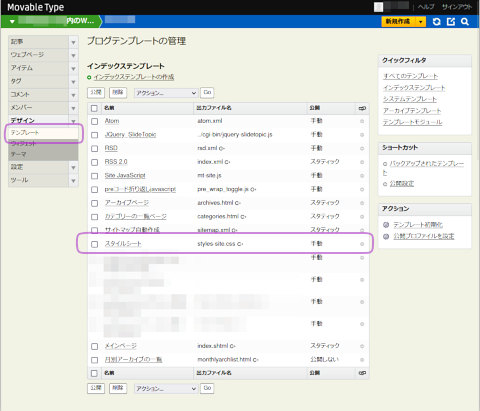 Movable Type
ヘルプ
サインアウト
内のW...
新規作成
記事
ウェブページ
アイテム
タグ
コメント
メンバー
デザイン
テンプレート
ウィジェット
テーマ
設定
ツール
ブログテンプレートの管理
インデックステンプレート
インデックステンプレートの作成
公開 削除 アクション... Go
名前 出力ファイル名 公開
Atom atom.xml 手動
JQuery_SlideTopic ../cgi-bin/jquery slidetopic.js 手動
RSD rsd.xml 手動
RSS 2.0 index.xml スタティック
Site JavaScript mt-site.js 手動
preコード折り返しJavascript pre_wrap_toggle.js 手動
アーカイブページ archives.html スタティック
カテゴリーの一覧ページ categories.html スタティック
サイトマップ自動作成 sitemap.xml スタティック
スタイルシート styles-site.css 手動
手動
手動
手動
手動
メインページ index.shtml スタティック
月別アーカイブの一覧 monthlyarchlist.html 公開しない
名前 出力ファイル名 公開
公開 削除 アクション... Go
クイックフィルタ
すべてのテンプレート
インデックステンプレート
システムテンプレート
アーカイブテンプレート
テンプレートモジュール
ショートカット
バックアップされたテンプレー
ト
公開設定
アクション
テンプレート初期化
公開プロファイルを設定